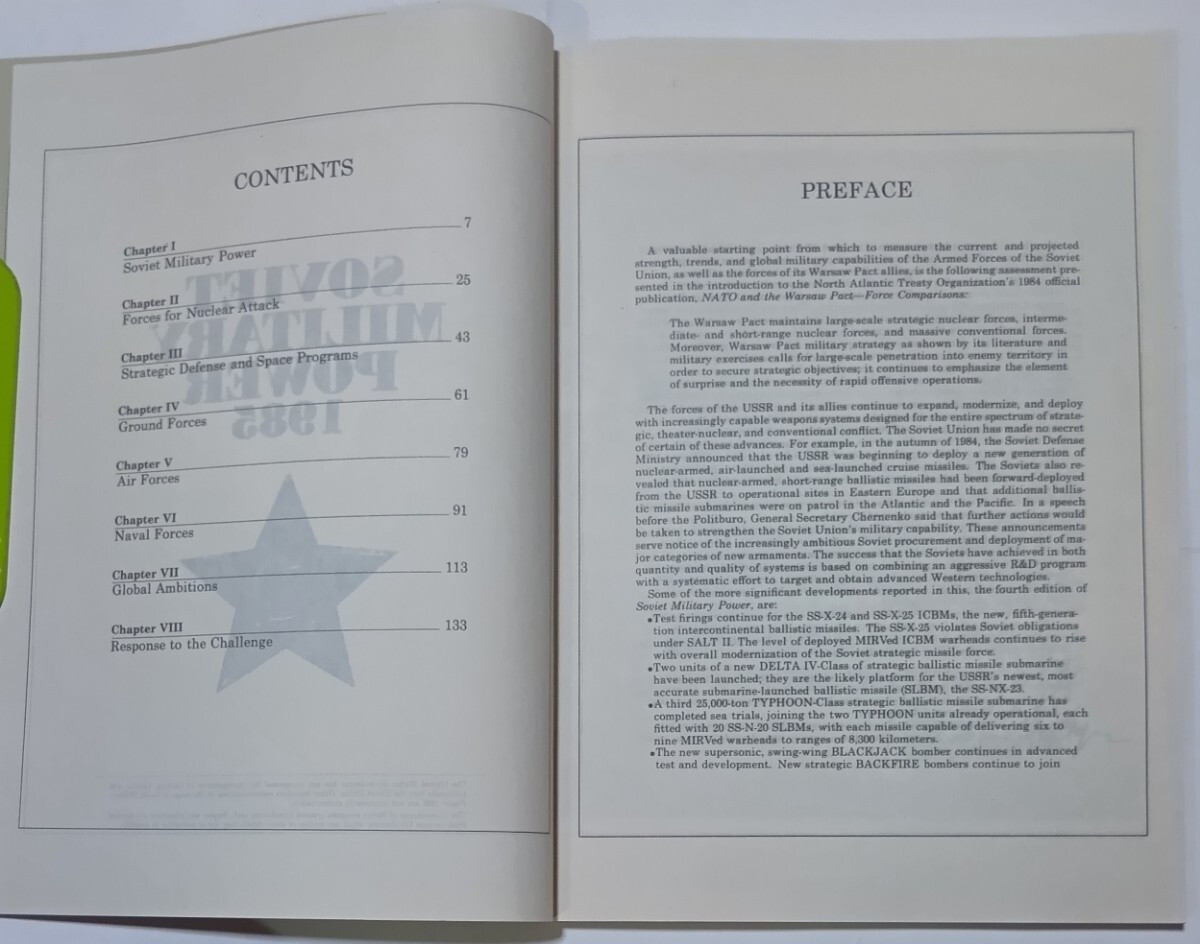 CONTENTS
7
Chapter I
Soviet Military Power
25
Chapter II
Forces for Nuclear Attack
43
Chapter III
Strategic Defense and Space Programs
61
Chapter IV
Ground Forces
79
Chapter V
Air Forces
91
Chapter VI
Naval Forces
113
Chapter VII
Global Ambitions
133
Chapter VIII
Response to the Challenge
SOVIET
MILITARY
POWER
1985
PREFACE
A valuable starting point from which to measure the current and projected
strength, trends, and global military capabilities of the Armed Forces of the Soviet
Union, as well as the forces of its Warsaw Pact allies, is the following assessment pre-
sented in the introduction to the North Atlantic Treaty Organization's 1984 official
publication, NATO and the Warsaw Pact—Force Comparisons:
The Warsaw Pact maintains large-scale strategic nuclear forces, interme-
diate- and short-range nuclear forces, and massive conventional forces.
Moreover, Warsaw Pact military strategy as shown by its literature and
military exercises calls for large-scale penetration into enemy territory in
order to secure strategic objectives; it continues to emphasize the element
of surprise and the necessity of rapid offensive operations.
The forces of the USSR and its allies continue to expand, modernize, and deploy
with increasingly capable weapons systems designed for the entire spectrum of strate-
gic, theater-nuclear, and conventional conflict. The Soviet Union has made no secret
of certain of these advances. For example, in the autumn of 1984, the Soviet Defense
Ministry announced that the USSR was beginning to deploy a new generation of
nuclear-armed, air-launched and sea-launched cruise missiles. The Soviets also re-
vealed that nuclear-armed, short-range ballistic missiles had been forward-deployed
from the USSR to operational sites in Eastern Europe and that additional ballis-
tic missile submarines were on patrol in the Atlantic and the Pacific. In a speech
before the Politburo, General Secretary Chernenko said that further actions would
be taken to strengthen the Soviet Union's military capability. These announcements
serve notice of the increasingly ambitious Soviet procurement and deployment of ma-
jor categories of new armaments. The success that the Soviets have achieved in both
quantity and quality of systems is based on combining an aggressive R&D program
with a systematic effort to target and obtain advanced Western technologies.
Some of the more significant developments reported in this, the fourth edition of
Soviet Military Power, are:
•Test firings continue for the SS-X-24 and SS-X-25 ICBMs, the new, fifth-genera-
tion intercontinental ballistic missiles. The SS-X-25 violates Soviet obligations
under SALT II. The level of deployed MIRVed ICBM warheads continues to rise
with overall modernization of the Soviet strategic missile force.
•Two units of a new DELTA IV-Class of strategic ballistic missile submarine
have been launched; they are the likely platform for the USSR's newest, most
accurate submarine-launched ballistic missile (SLBM), the SS-NX-23.
•A third 25,000-ton TYPHOON-Class strategic ballistic missile submarine has
completed sea trials, joining the two TYPHOON units already operational, each
fitted with 20 SS-N-20 SLBMs, with each missile capable of delivering six to
nine MIRVed warheads to ranges of 8,300 kilometers.
•The new supersonic, swing-wing BLACKJACK bomber continues in advanced
test and development. New strategic BACKFIRE bombers continue to join